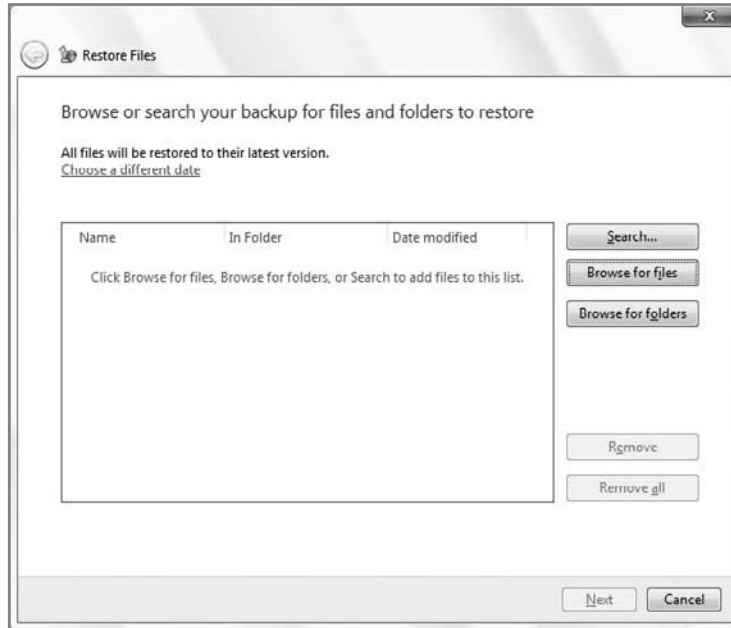 Restore Files
Browse or search your backup for files and folders to restore
All files will be restored to their latest version.
Choose a different date
Name In Folder Date modified
Click Browse for files, Browse for folders, or Search to add files to this list.
Search...
Browse for files
Browse for folders
Remove
Remove all
Next Cancel